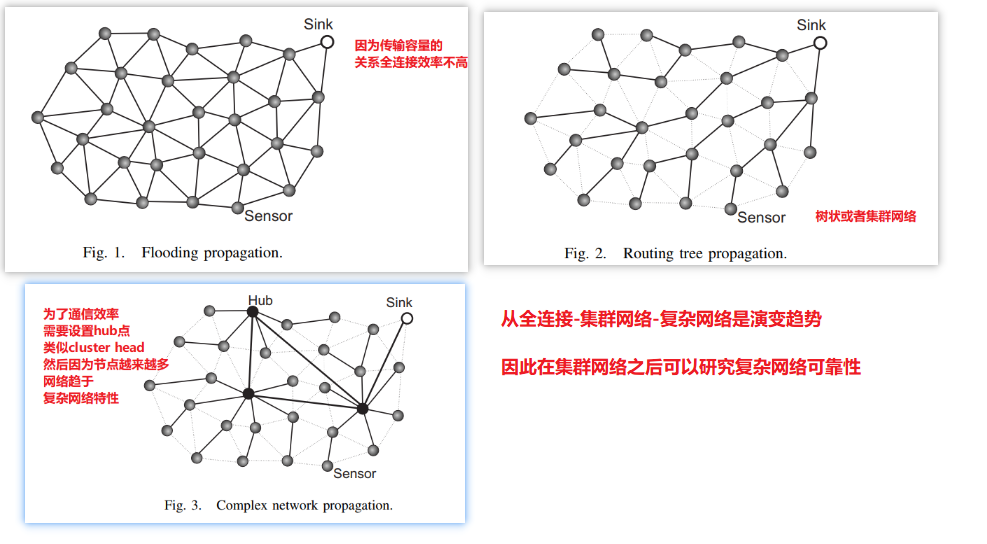 Sink
因为传输容量的
关系全连接效率不高
Sensor
Fig. 1. Flooding propagation.
Sink
Sensor
树状或者集群网络
Fig. 2. Routing tree propagation.
为了通信效率
需要设置hub点
类似cluster head
然后因为节点越来越多
网络趋于
复杂网络特性
Hub
Sink
Sensor
Fig. 3. Complex network propagation.
从全连接-集群网络-复杂网络是演变趋势
因此在集群网络之后可以研究复杂网络可靠性